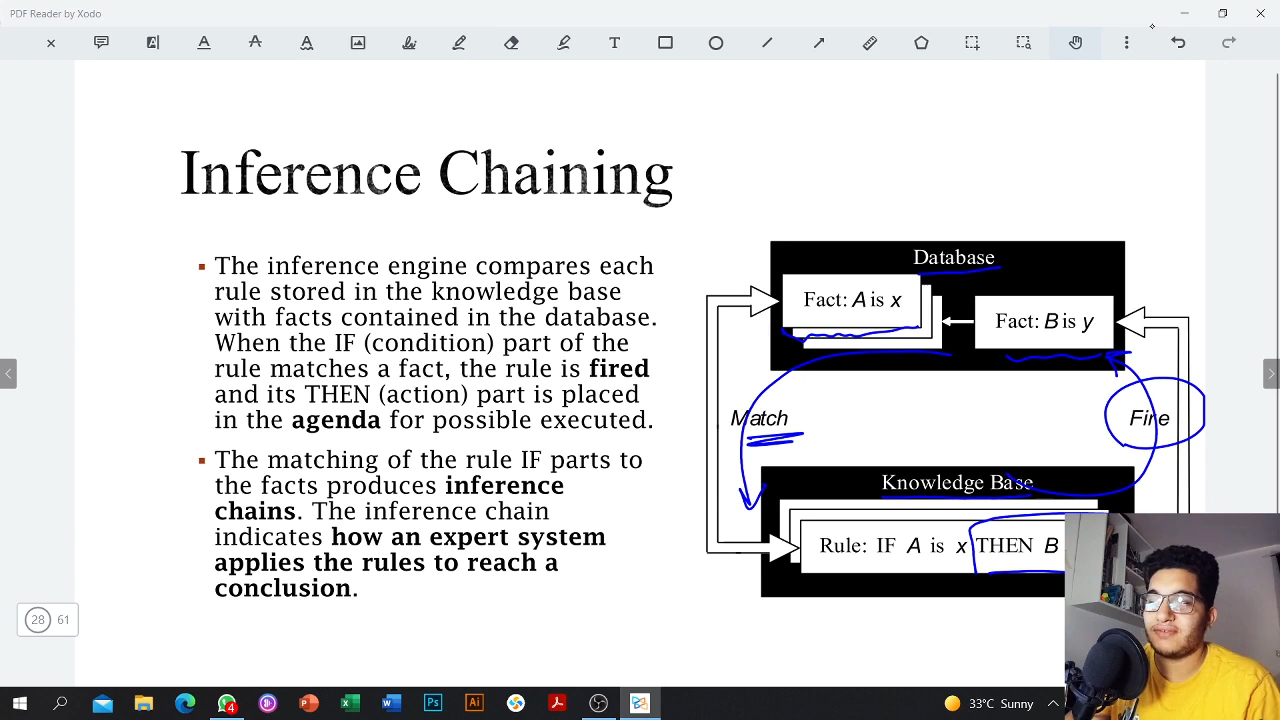 PDF Reader by Xodo
T
Inference Chaining
The inference engine compares each
rule stored in the knowledge base
with facts contained in the database.
When the IF (condition) part of the
rule matches a fact, the rule is fired
and its THEN (action) part is placed
in the agenda for possible executed.
The matching of the rule IF parts to
the facts produces inference
chains. The inference chain
indicates how an expert system
applies the rules to reach a
conclusion.
Database
Fact: A is x
Fact: B is y
Match
Fire
Knowledge Base
Rule: IF A is x THEN B
28 61
4
33°C Sunny